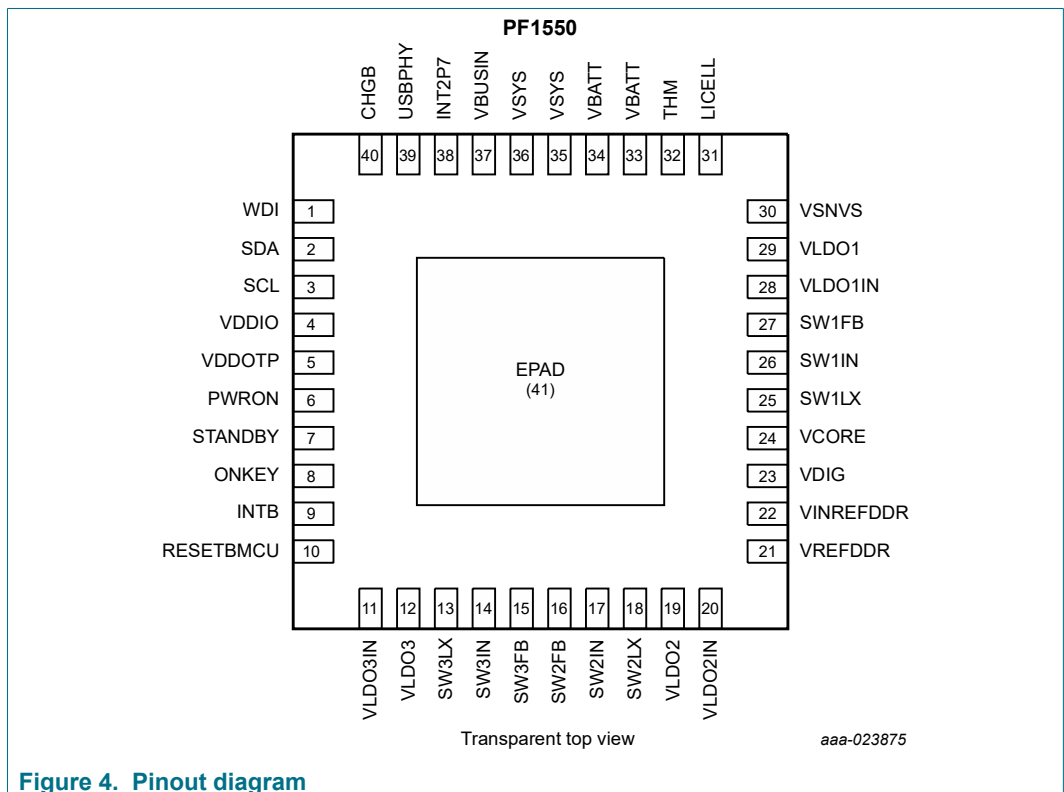 PF1550
CHGB
USBPHY
INT2P7
VBUSIN
VSYS
VSYS
VBATT
VBATT
THM
LICELL
40 39 38 37 36 35 34 33 32 31
WDI 1
SDA 2
SCL 3
VDDIO 4
VDDOTP 5
PWRON 6
STANDBY 7
ONKEY 8
INTB 9
RESETBMCU 10
EPAD
(41)
30 VSNVS
29 VLDO1
28 VLDO1IN
27 SW1FB
26 SW1IN
25 SW1LX
24 VCORE
23 VDIG
22 VINREFDDR
21 VREFDDR
11 12 13 14 15 16 17 18 19 20
VLDO3IN
VLDO3
SW3LX
SW3IN
SW3FB
SW2FB
SW2IN
SW2LX
VLDO2
VLDO2IN
Transparent top view
aaa-023875
Figure 4. Pinout diagram